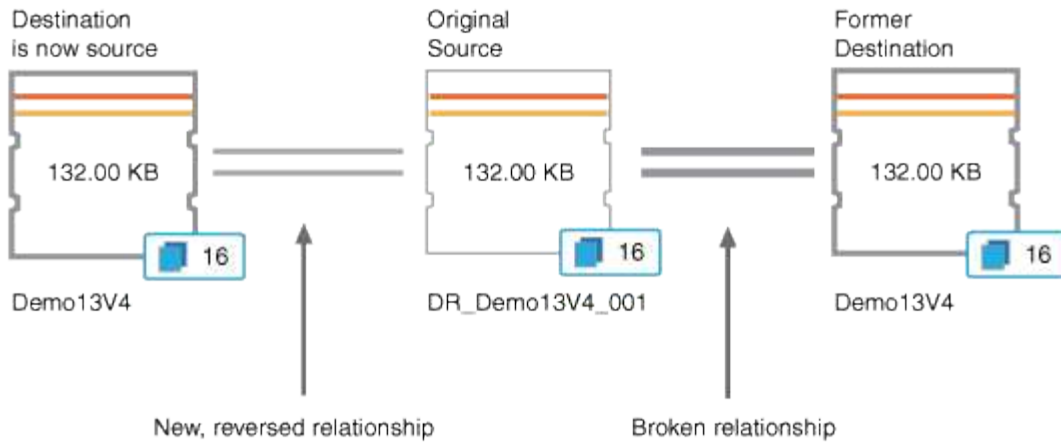 Destination
is now source
Original
Source
Former
Destination
132.00 KB
132.00 KB
132.00 KB
16
16
16
Demo13V4
DR_Demo13V4_001
Demo13V4
New, reversed relationship
Broken relationship